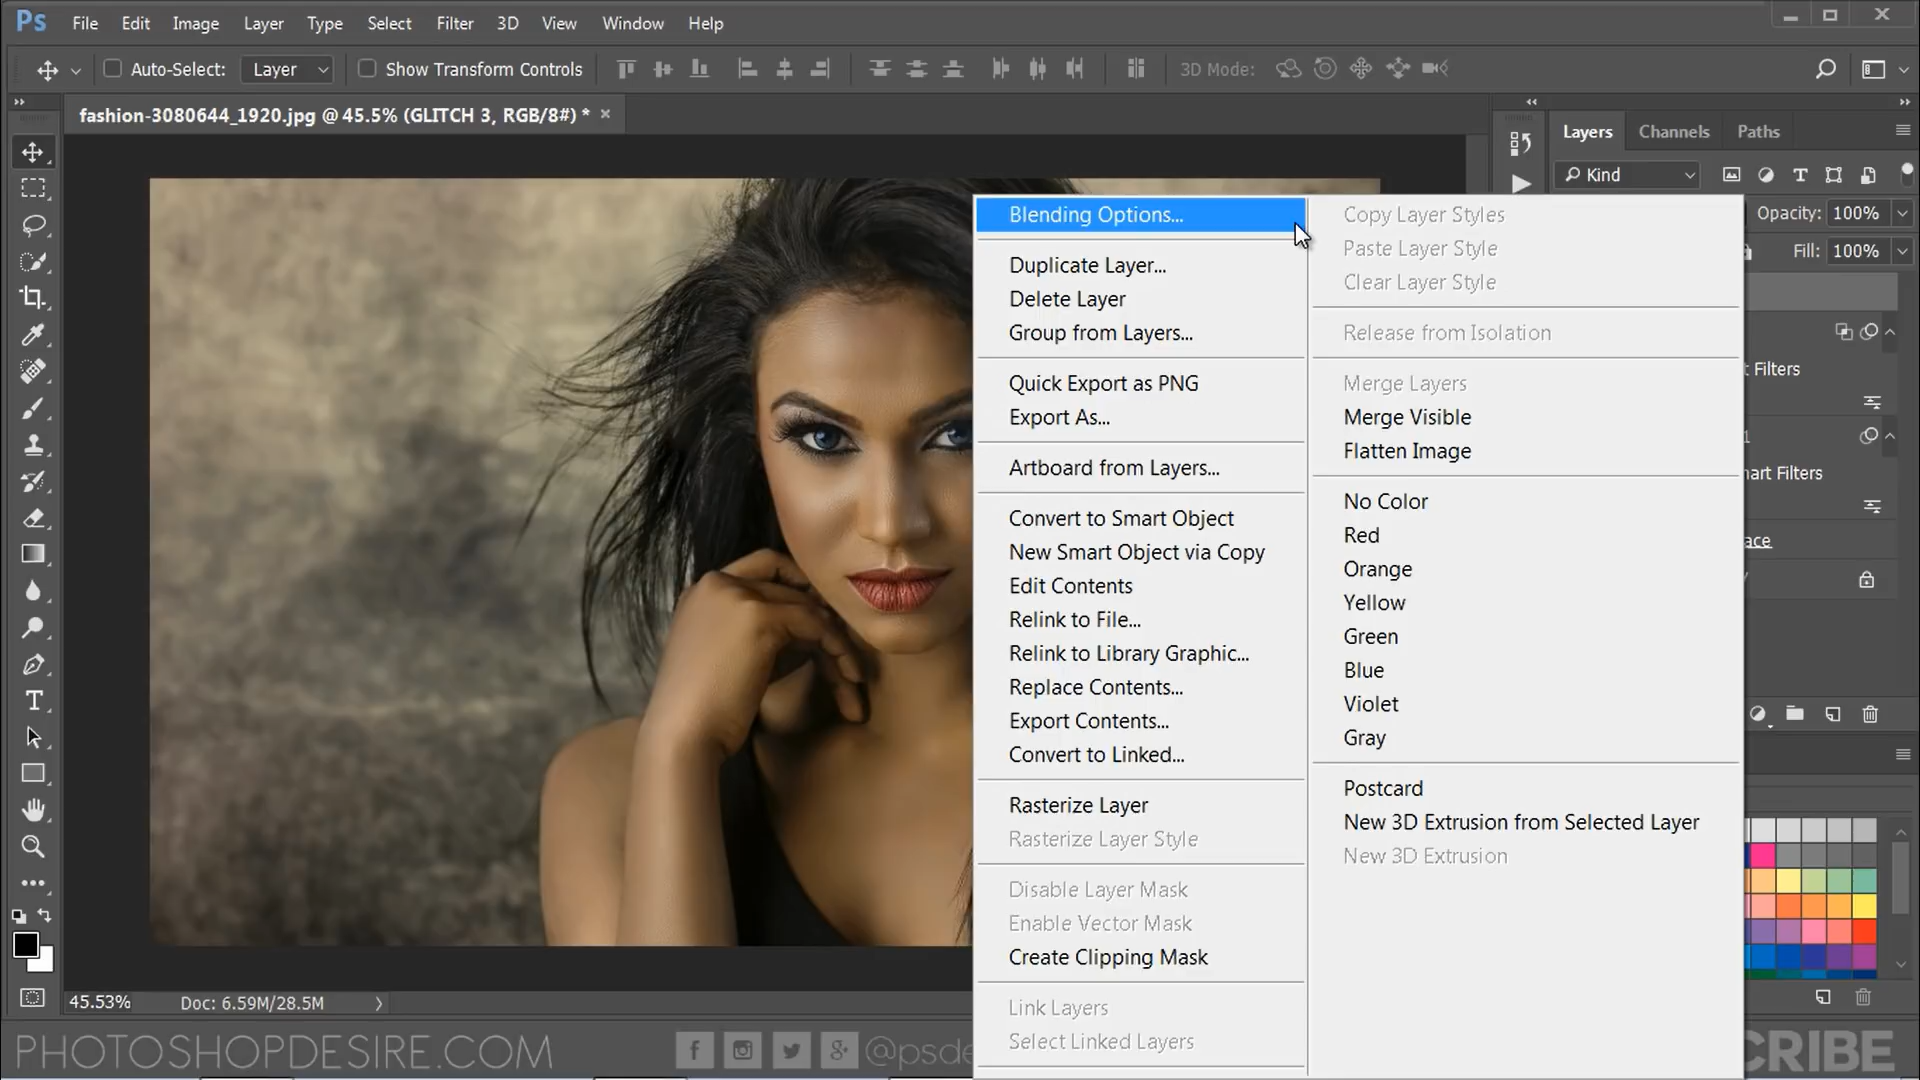 Ps File Edit Image Layer Type Select Filter 3D View Window Help
Auto-Select: Layer Show Transform Controls 3D Mode:
fashion-3080644_1920.jpg @ 45.5% (GLITCH 3, RGB/8#) * ×
Layers Channels Paths
Kind
Opacity: 100%
Fill: 100%
t Filters
1
art Filters
ace
Blending Options...
Duplicate Layer...
Delete Layer
Group from Layers...
Quick Export as PNG
Export As...
Artboard from Layers...
Convert to Smart Object
New Smart Object via Copy
Edit Contents
Relink to File...
Relink to Library Graphic...
Replace Contents...
Export Contents...
Convert to Linked...
Rasterize Layer
Rasterize Layer Style
Disable Layer Mask
Enable Vector Mask
Create Clipping Mask
Link Layers
Select Linked Layers
Copy Layer Styles
Paste Layer Style
Clear Layer Style
Release from Isolation
Merge Layers
Merge Visible
Flatten Image
No Color
Red
Orange
Yellow
Green
Blue
Violet
Gray
Postcard
New 3D Extrusion from Selected Layer
New 3D Extrusion
45.53% Doc: 6.59M/28.5M
PHOTOSHOPDESIRE.COM @psde
CRIBE